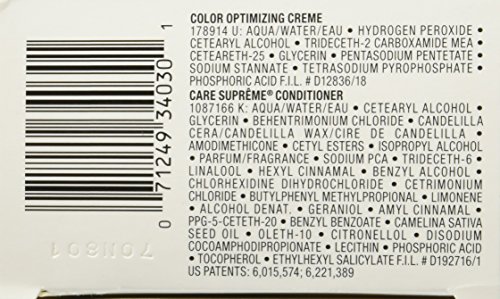 COLOR OPTIMIZING CREME
178914 U: AQUA/WATER/EAU • HYDROGEN PEROXIDE •
CETEARYL ALCOHOL • TRIDECETH-2 CARBOXAMIDE MEA
CETEARETH-25 • GLYCERIN • PENTASODIUM PENTETATE
SODIUM STANNATE • TETRASODIUM PYROPHOSPHATE •
PHOSPHORIC ACID F.I.L. # D12836/18
CARE SUPRÊME® CONDITIONER
1087166 K: AQUA/WATER/EAU • CETEARYL ALCOHOL •
GLYCERIN • BEHENTRIMONIUM CHLORIDE • CANDELILLA
CERA/CANDELILLA WAX/CIRE DE CANDELILLA •
AMODIMETHICONE • CETYL ESTERS • ISOPROPYL ALCOHOL
• PARFUM/FRAGRANCE • SODIUM PCA • TRIDECETH-6
LINALOOL • HEXYL CINNAMAL • BENZYL ALCOHOL •
CHLORHEXIDINE DIHYDROCHLORIDE • CETRIMONIUM
CHLORIDE • BUTYLPHENYL METHYLPROPIONAL • LIMONENE •
ALCOHOL DENAT. • GERANIOL • AMYL CINNAMAL •
PPG-5-CETETH-20 • BENZYL BENZOATE • CAMELINA SATIVA
SEED OIL • OLETH-10 • CITRONELLOL • DISODIUM
COCOAMPHODIPROPIONATE • LECITHIN • PHOSPHORIC ACID
• TOCOPHEROL • ETHYLHEXYL SALICYLATE F.I.L. # D192716/1
US PATENTS: 6,015,574; 6,221,389
0 71249 34030 1